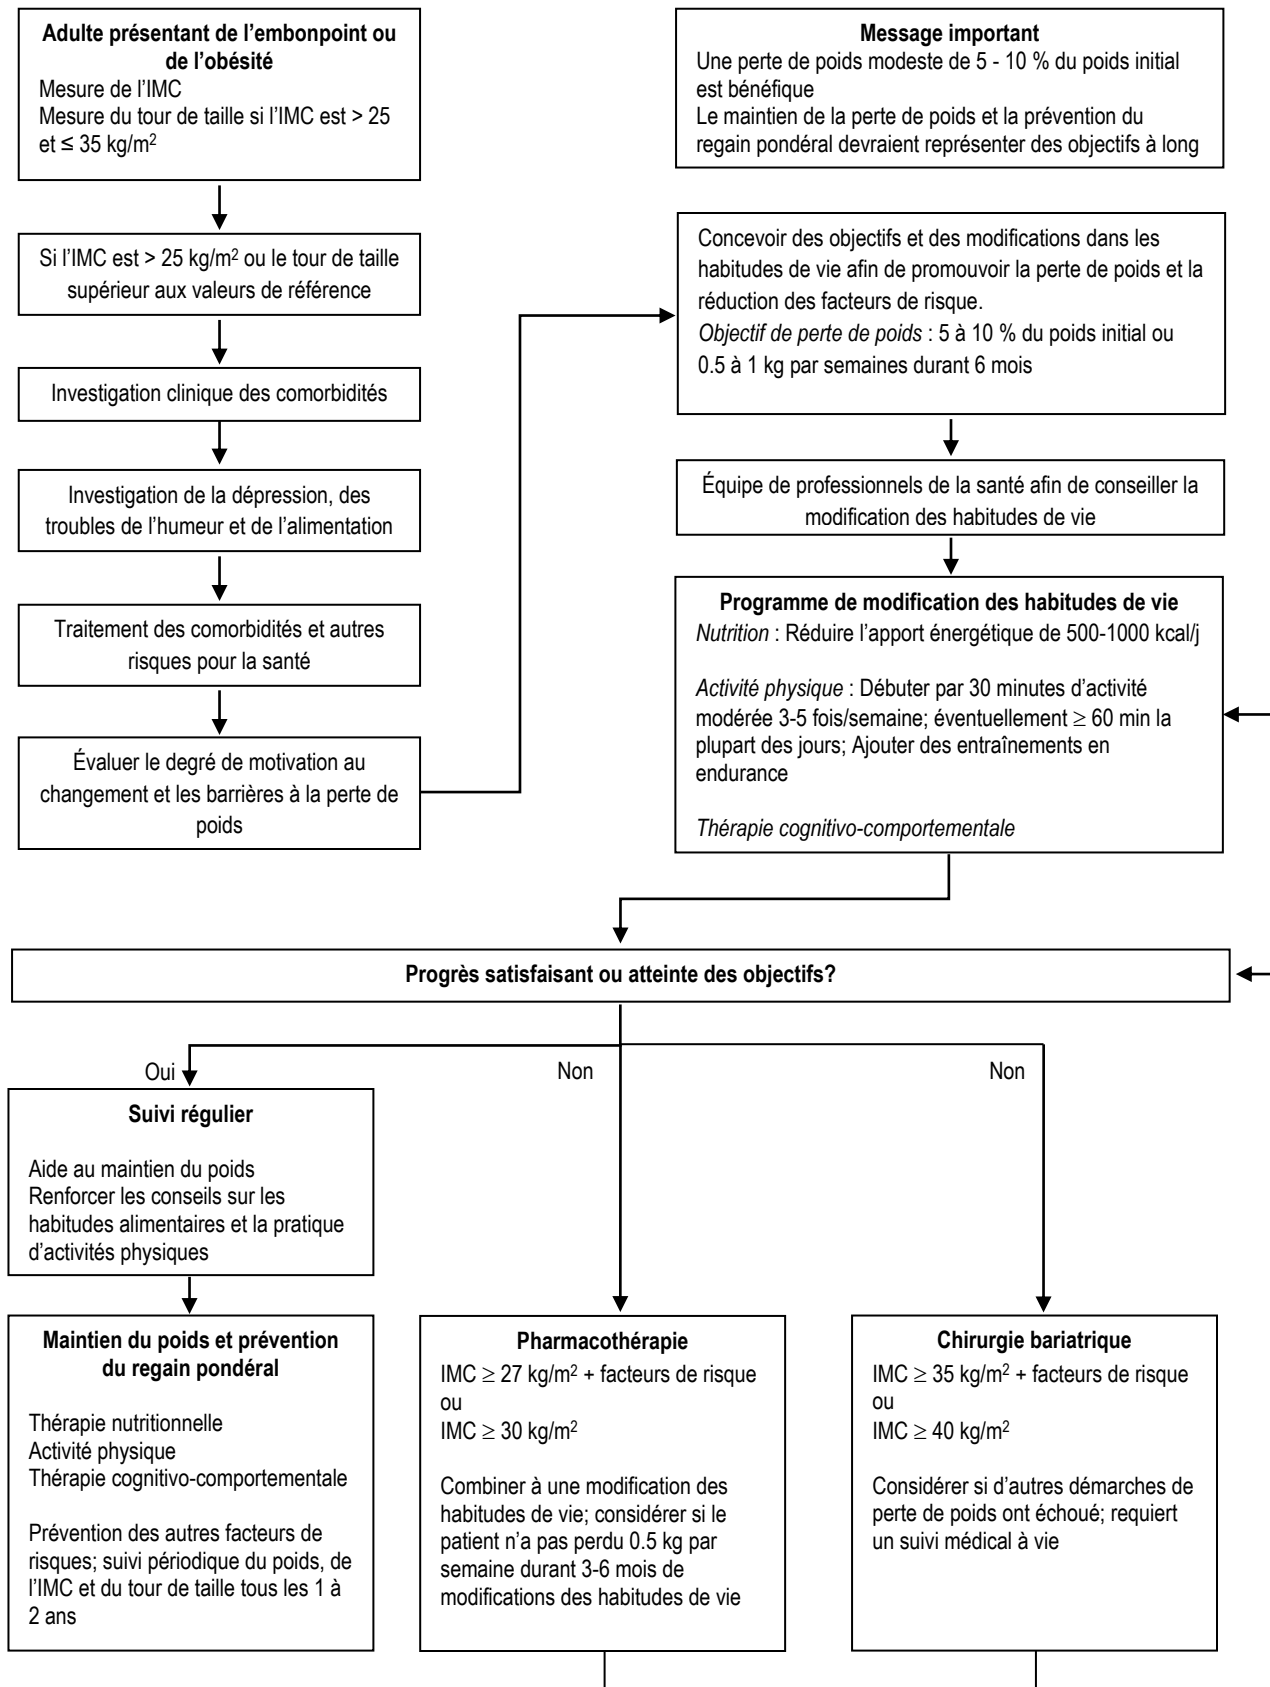 Adulte présentant de l’embonpoint ou
de l’obésité
Mesure de l’IMC
Mesure du tour de taille si l’IMC est > 25
et ≤ 35 kg/m²
Si l’IMC est > 25 kg/m² ou le tour de taille
supérieur aux valeurs de référence
Investigation clinique des comorbidités
Investigation de la dépression, des
troubles de l’humeur et de l’alimentation
Traitement des comorbidités et autres
risques pour la santé
Évaluer le degré de motivation au
changement et les barrières à la perte de
poids
Message important
Une perte de poids modeste de 5 - 10 % du poids initial
est bénéfique
Le maintien de la perte de poids et la prévention du
regain pondéral devraient représenter des objectifs à long
Concevoir des objectifs et des modifications dans les
habitudes de vie afin de promouvoir la perte de poids et la
réduction des facteurs de risque.
Objectif de perte de poids : 5 à 10 % du poids initial ou
0.5 à 1 kg par semaines durant 6 mois
Équipe de professionnels de la santé afin de conseiller la
modification des habitudes de vie
Programme de modification des habitudes de vie
Nutrition : Réduire l’apport énergétique de 500-1000 kcal/j
Activité physique : Débuter par 30 minutes d’activité
modérée 3-5 fois/semaine; éventuellement ≥ 60 min la
plupart des jours; Ajouter des entraînements en
endurance
Thérapie cognitivo-comportementale
Progrès satisfaisant ou atteinte des objectifs?
Oui
Non
Non
Suivi régulier
Aide au maintien du poids
Renforcer les conseils sur les
habitudes alimentaires et la pratique
d’activités physiques
Maintien du poids et prévention
du regain pondéral
Thérapie nutritionnelle
Activité physique
Thérapie cognitivo-comportementale
Prévention des autres facteurs de
risques; suivi périodique du poids, de
l’IMC et du tour de taille tous les 1 à
2 ans
Pharmacothérapie
IMC ≥ 27 kg/m² + facteurs de risque
ou
IMC ≥ 30 kg/m²
Combiner à une modification des
habitudes de vie; considérer si le
patient n’a pas perdu 0.5 kg par
semaine durant 3-6 mois de
modifications des habitudes de vie
Chirurgie bariatrique
IMC ≥ 35 kg/m² + facteurs de risque
ou
IMC ≥ 40 kg/m²
Considérer si d’autres démarches de
perte de poids ont échoué; requiert
un suivi médical à vie